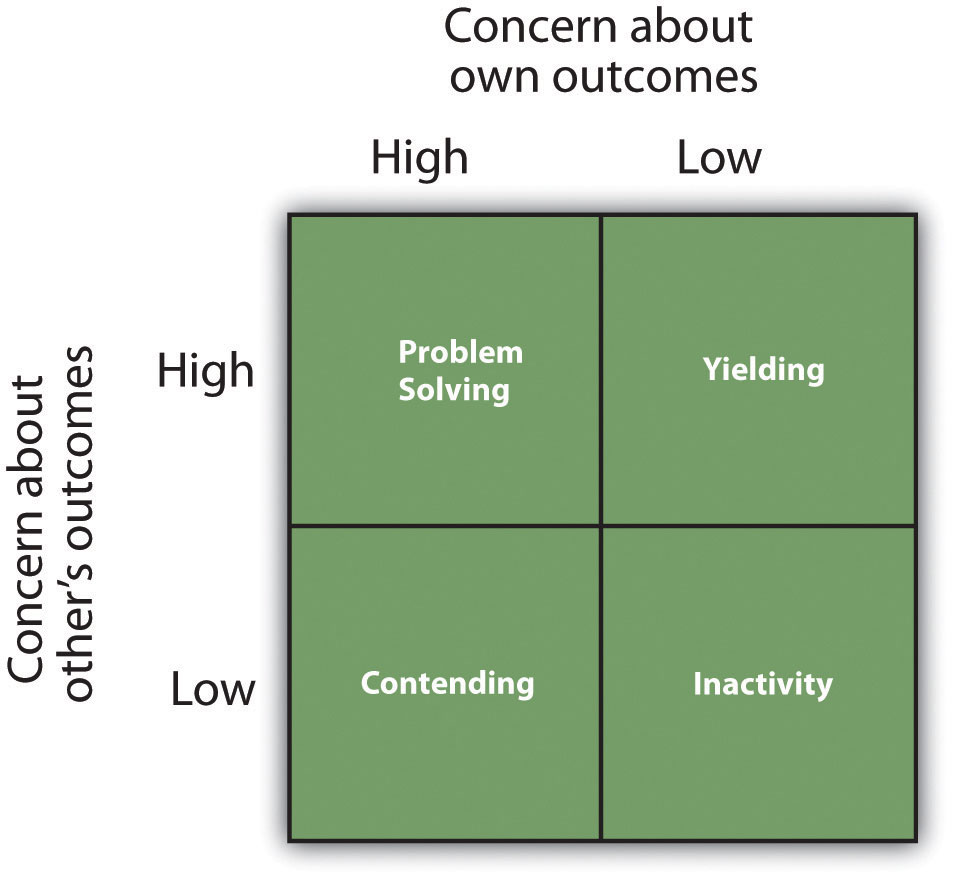 Concern about
own outcomes
High
Low
Concern about
other's outcomes
High
Problem
Solving
Yielding
Low
Contending
Inactivity